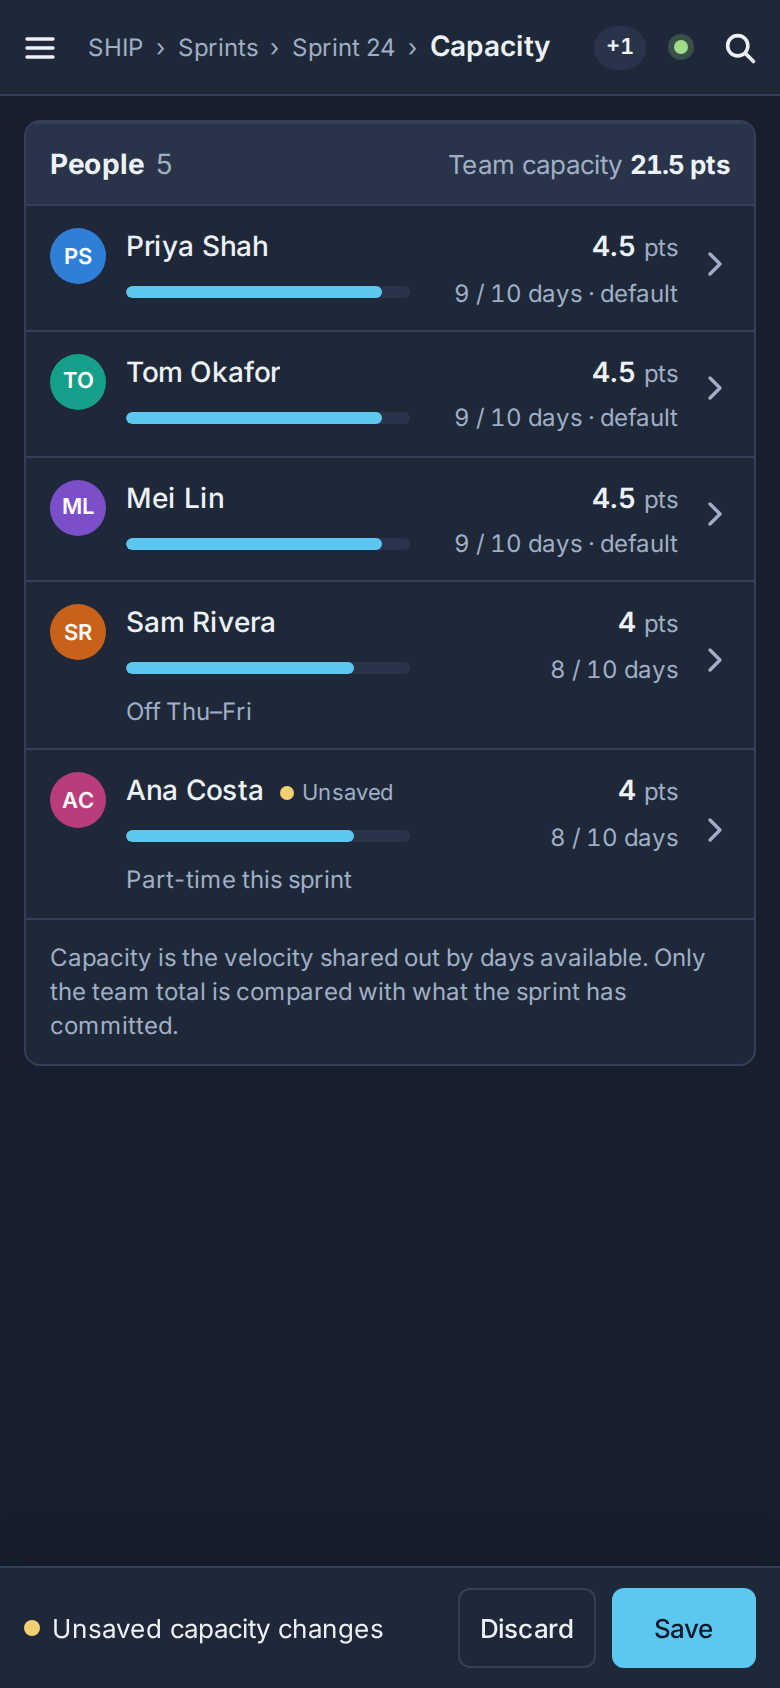 SHIP › Sprints › Sprint 24 › Capacity +1
People 5 Team capacity 21.5 pts
PS Priya Shah 4.5 pts
9 / 10 days · default
TO Tom Okafor 4.5 pts
9 / 10 days · default
ML Mei Lin 4.5 pts
9 / 10 days · default
SR Sam Rivera 4 pts
8 / 10 days
Off Thu–Fri
AC Ana Costa Unsaved 4 pts
8 / 10 days
Part-time this sprint
Capacity is the velocity shared out by days available. Only
the team total is compared with what the sprint has
committed.
Unsaved capacity changes Discard Save